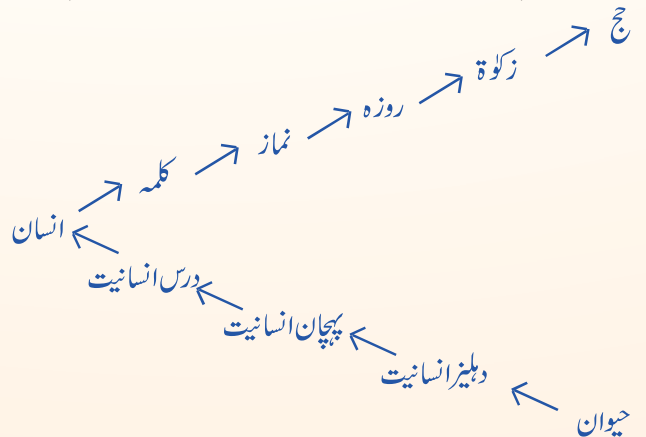 حج
زکوٰۃ
روزہ
نماز
کلمہ
انسان
درس انسانیت
پہچان انسانیت
دہلیز انسانیت
حیوان